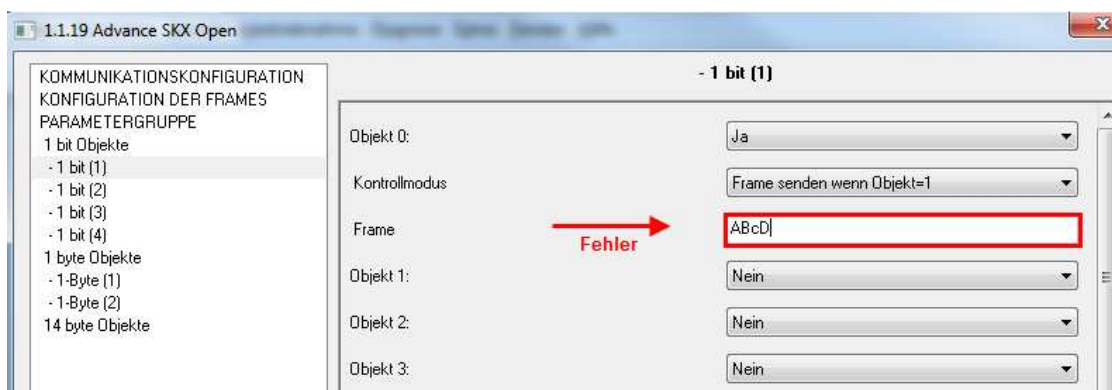 1.1.19 Advance SKX Open
- 1 bit (1)
KOMMUNIKATIONSKONFIGURATION
KONFIGURATION DER FRAMES
PARAMETERGRUPPE
1 bit Objekte
- 1 bit (1)
- 1 bit (2)
- 1 bit (3)
- 1 bit (4)
1 byte Objekte
- 1-Byte (1)
- 1-Byte (2)
14 byte Objekte
Objekt 0: Ja
Kontrollmodus Frame senden wenn Objekt=1
Frame Fehler ABcD
Objekt 1: Nein
Objekt 2: Nein
Objekt 3: Nein